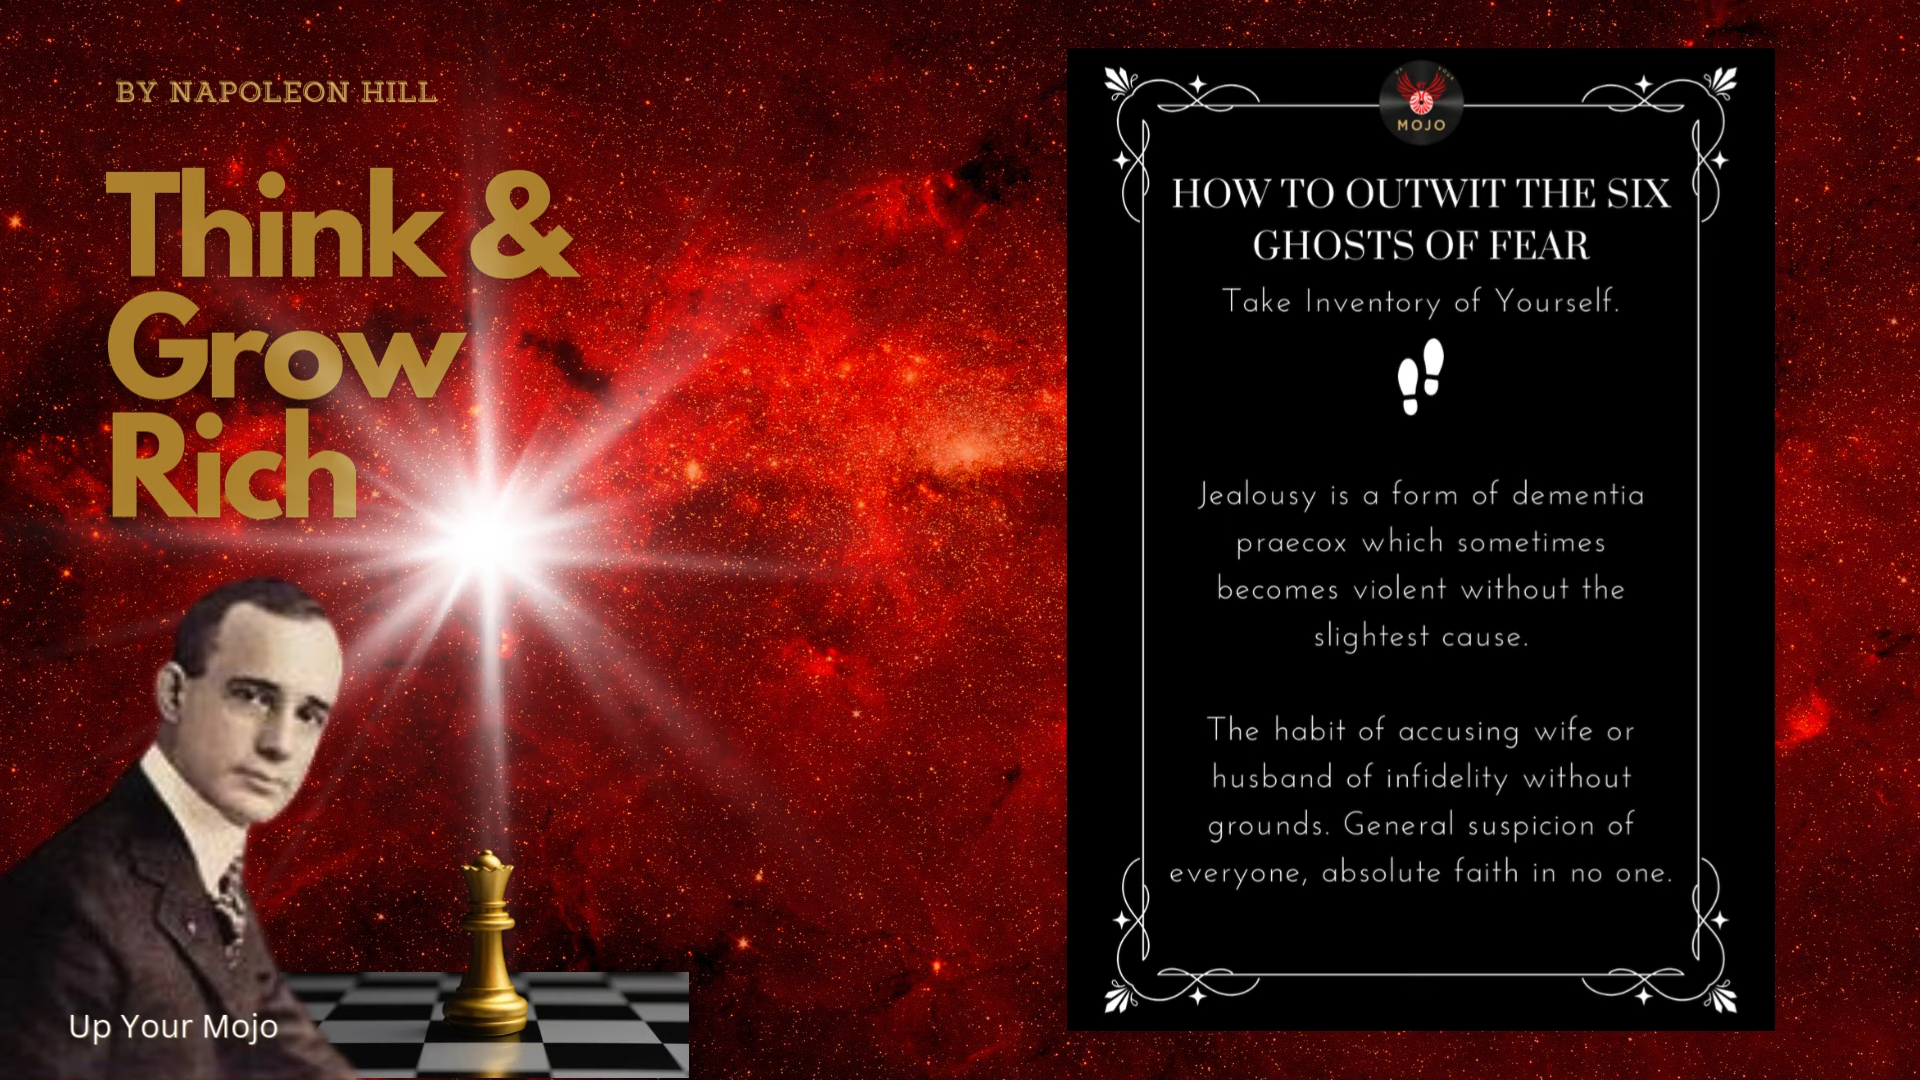 BY NAPOLEON HILL
Think &
Grow
Rich
Up Your Mojo
MOJO
HOW TO OUTWIT THE SIX
GHOSTS OF FEAR
Take Inventory of Yourself.
Jealousy is a form of dementia
praecox which sometimes
becomes violent without the
slightest cause.
The habit of accusing wife or
husband of infidelity without
grounds. General suspicion of
everyone, absolute faith in no one.